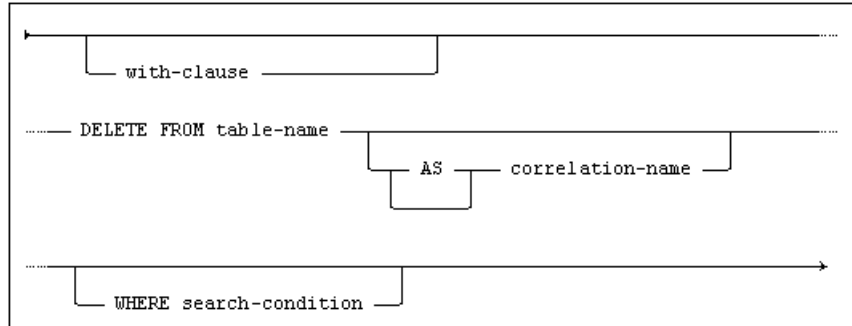 with-clause
DELETE FROM table-name
AS correlation-name
WHERE search-condition